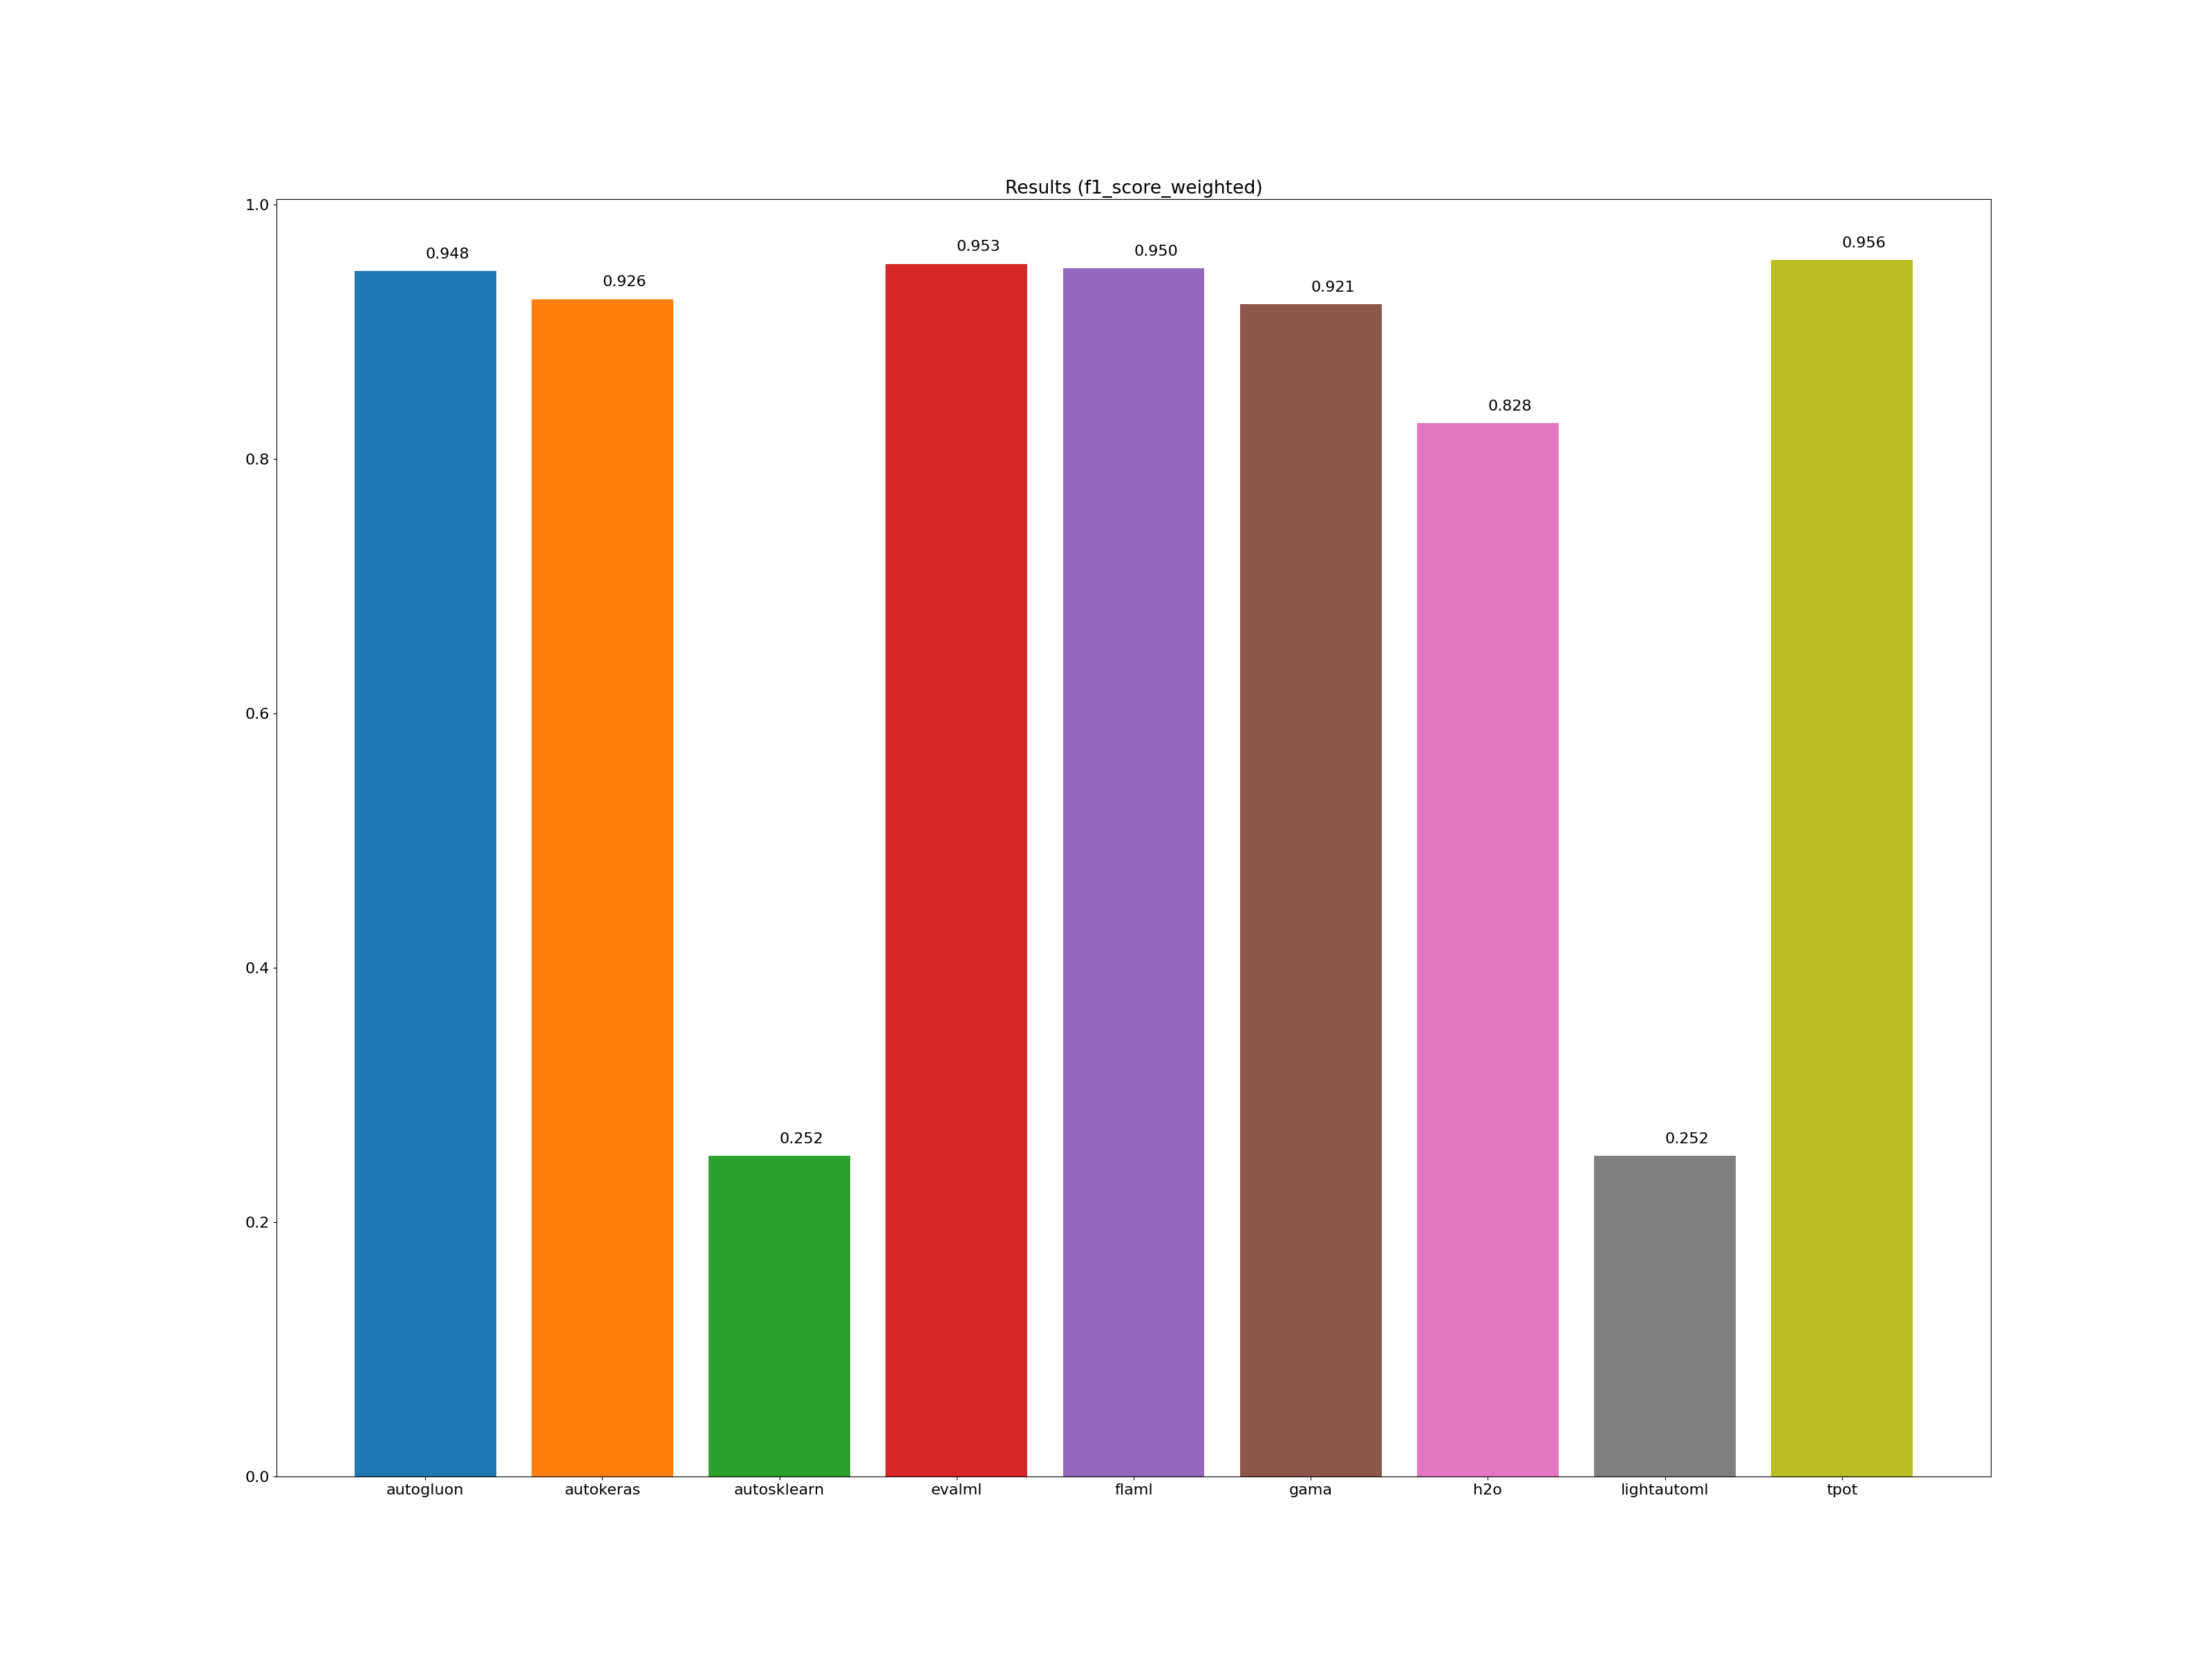 Results (f1_score_weighted)
1.0
0.8
0.6
0.4
0.2
0.0
0.948
0.926
0.252
0.953
0.950
0.921
0.828
0.252
0.956
autogluon
autokeras
autosklearn
evalml
flaml
gama
h2o
lightautoml
tpot